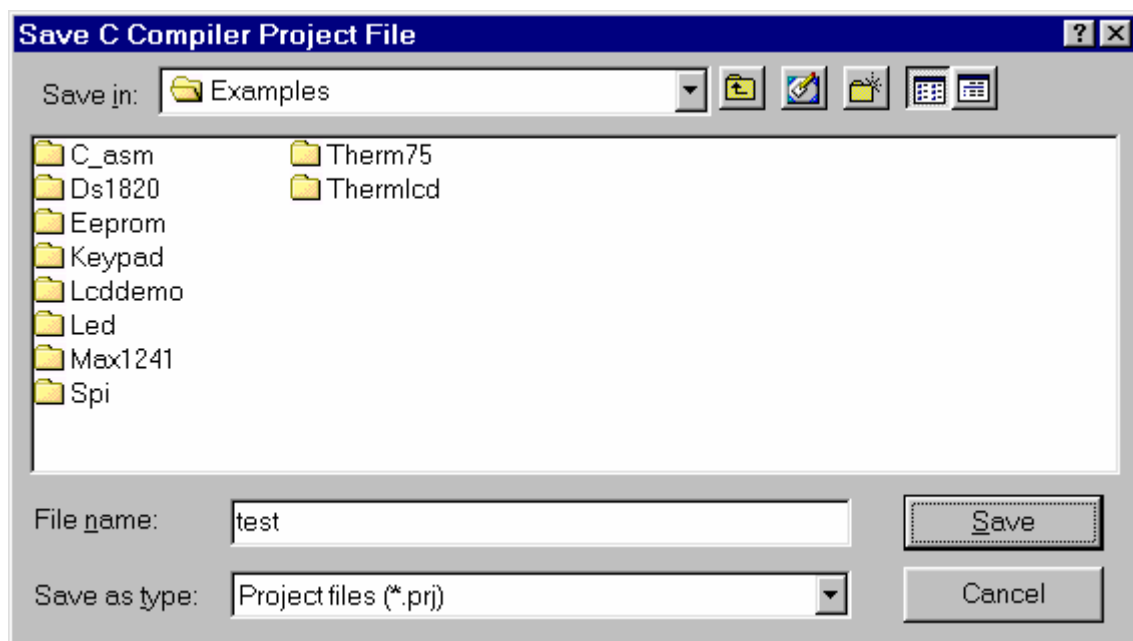 Save C Compiler Project File
Save in: Examples
C_asm
Ds1820
Eeprom
Keypad
Lcddemo
Led
Max1241
Spi
Therm75
Thermlcd
File name: test
Save
Save as type: Project files (*.prj)
Cancel